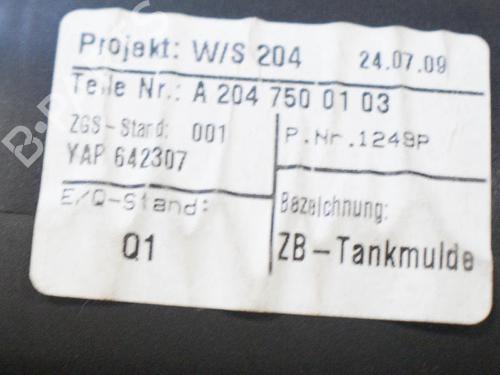 Projekt: W/S 204 24.07.09
Teile Nr.: A 204 750 01 03
ZGS-Stand: 001
YAP 642307
P.Nr.1249P
E/Q-Stand:
Q1
Bezeichnung:
ZB-Tankmulde